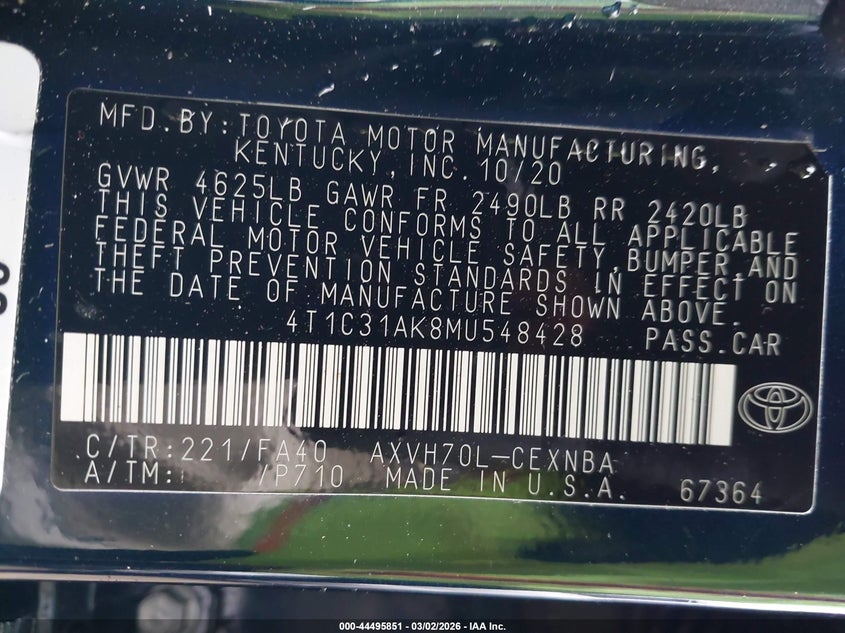 MFD.BY:TOYOTA MOTOR MANUFACTURING,
KENTUCKY,INC.10/20
GVWR 4625LB GAWR FR 2490LB RR 2420LB
THIS VEHICLE CONFORMS TO ALL APPLICABLE
FEDERAL MOTOR VEHICLE SAFETY,BUMPER,AND
THEFT PREVENTION STANDARDS IN EFFECT ON
THE DATE OF MANUFACTURE SHOWN ABOVE.
4T1C31AK8MU548428 PASS.CAR
C/TR:221/FA40 AXVH70L-CEXNBA
A/TM: /P710 MADE IN U.S.A. 67364
000-44495851 | 03/02/2026 - IAA Inc.